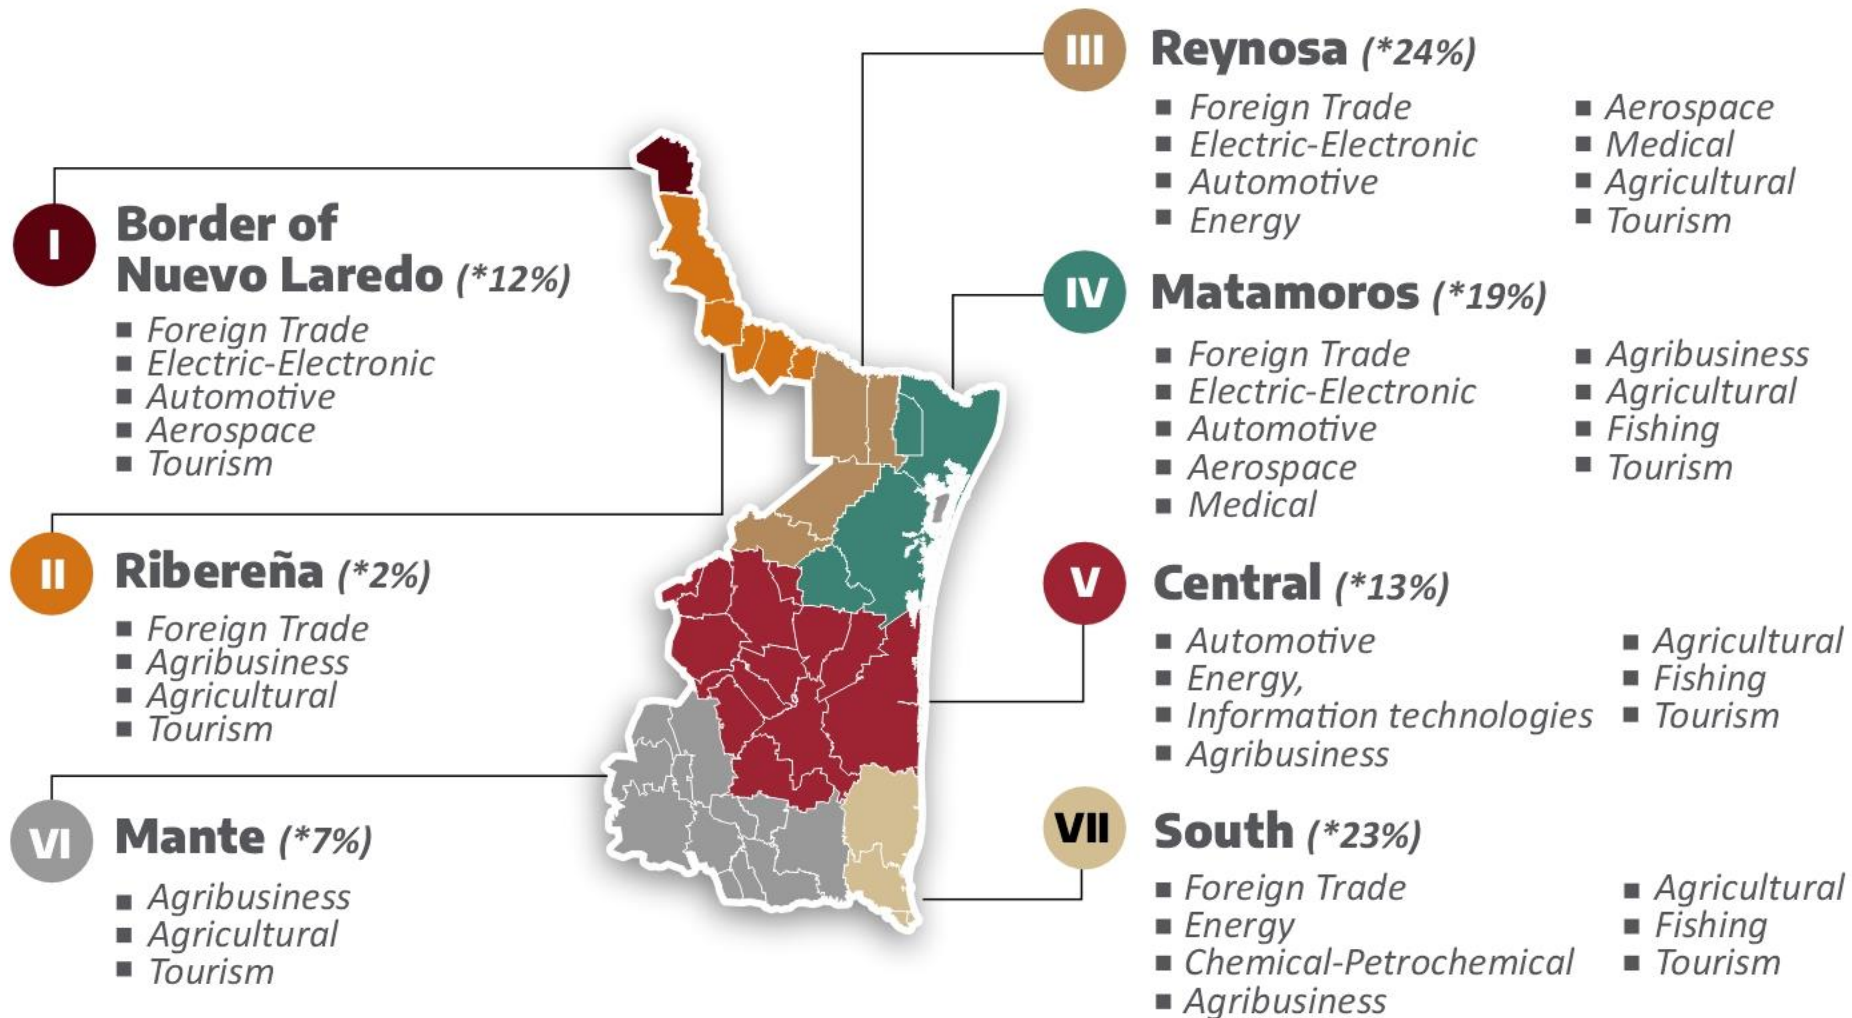 I
Border of
Nuevo Laredo (*12%)
■ Foreign Trade
■ Electric-Electronic
■ Automotive
■ Aerospace
■ Tourism
II
Ribereña (*2%)
■ Foreign Trade
■ Agribusiness
■ Agricultural
■ Tourism
VI
Mante (*7%)
■ Agribusiness
■ Agricultural
■ Tourism
III
Reynosa (*24%)
■ Foreign Trade
■ Electric-Electronic
■ Automotive
■ Energy
■ Aerospace
■ Medical
■ Agricultural
■ Tourism
IV
Matamoros (*19%)
■ Foreign Trade
■ Electric-Electronic
■ Automotive
■ Aerospace
■ Medical
■ Agribusiness
■ Agricultural
■ Fishing
■ Tourism
V
Central (*13%)
■ Automotive
■ Energy,
■ Information technologies
■ Agribusiness
■ Agricultural
■ Fishing
■ Tourism
VII
South (*23%)
■ Foreign Trade
■ Energy
■ Chemical-Petrochemical
■ Agribusiness
■ Agricultural
■ Fishing
■ Tourism